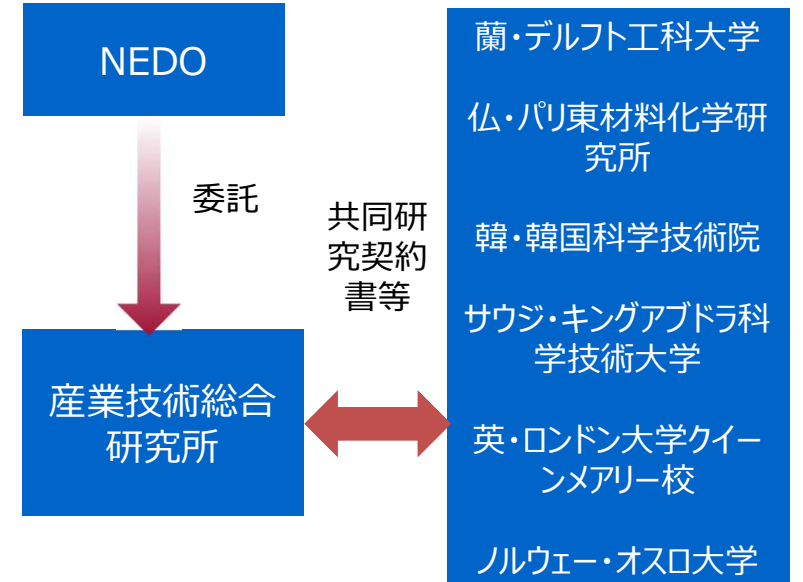 NEDO
委託
産業技術総合
研究所
共同研
究契約
書等
蘭・デルフト工科大学
仏・パリ東材料化学研
究所
韓・韓国科学技術院
サウジ・キングアブドラ科
学技術大学
英・ロンドン大学クイー
ンメアリー校
ノルウェー・オスロ大学